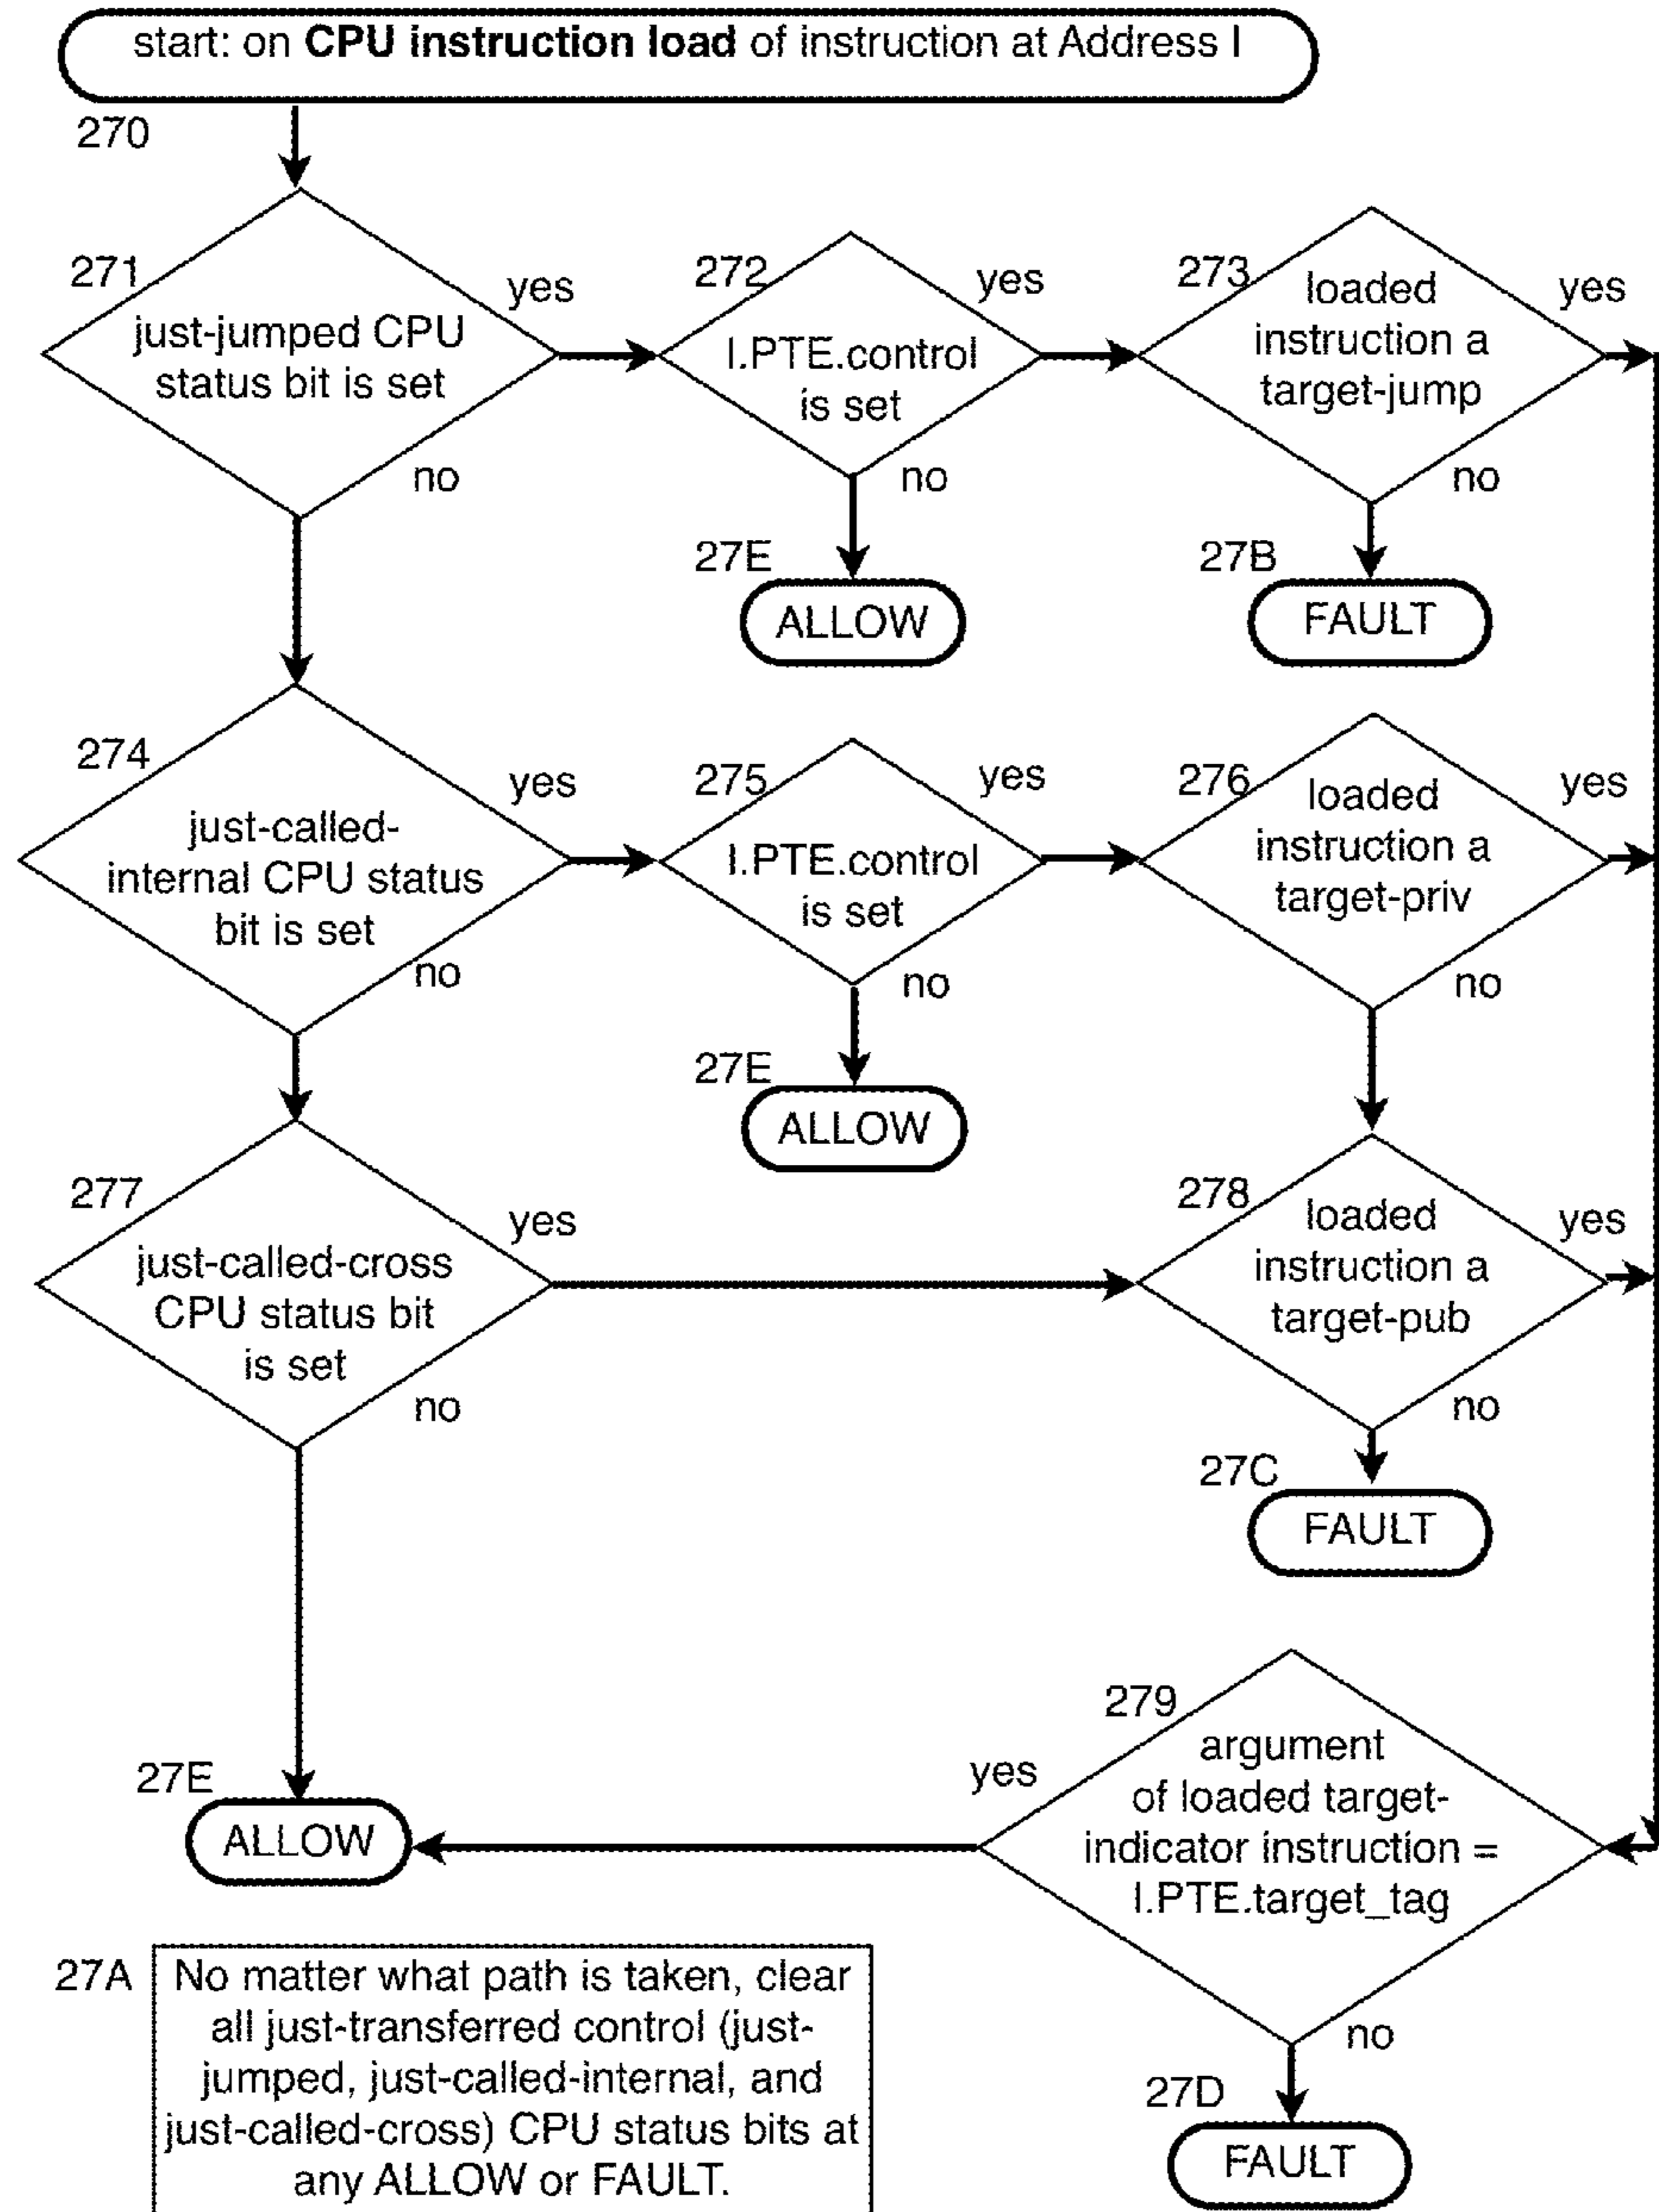 start: on CPU instruction load of instruction at Address I
270
271
just-jumped CPU
status bit is set
yes
no
272
I.PTE.control
is set
yes
no
273
loaded
instruction a
target-jump
yes
no
27E
ALLOW
27B
FAULT
274
just-called-
internal CPU status
bit is set
yes
no
275
I.PTE.control
is set
yes
no
276
loaded
instruction a
target-priv
yes
no
27E
ALLOW
277
just-called-cross
CPU status bit
is set
yes
no
278
loaded
instruction a
target-pub
yes
no
27C
FAULT
279
argument
of loaded target-
indicator instruction =
I.PTE.target_tag
yes
no
27E
ALLOW
27D
FAULT
27A
No matter what path is taken, clear
all just-transferred control (just-
jumped, just-called-internal, and
just-called-cross) CPU status bits at
any ALLOW or FAULT.